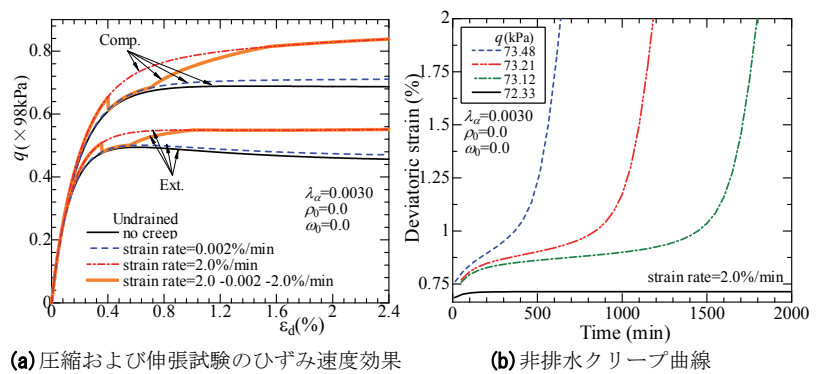 0.8
0.6
0.4
0.2
0
q(×98kPa)
Comp.
Ext.
λα=0.0030
ρ0=0.0
ω0=0.0
Undrained
no creep
strain rate=0.002%/min
strain rate=2.0%/min
strain rate=2.0 -0.002 -2.0%/min
0 0.4 0.8 1.2 1.6 2.0 2.4
εd(%)
(a)圧縮および伸張試験のひずみ速度効果
2
1.75
1.5
1.25
1
0.75
Deviatoric strain (%)
q(kPa)
73.48
73.21
73.12
72.33
λα=0.0030
ρ0=0.0
ω0=0.0
strain rate=2.0%/min
0 500 1000 1500 2000
Time (min)
(b)非排水クリープ曲線